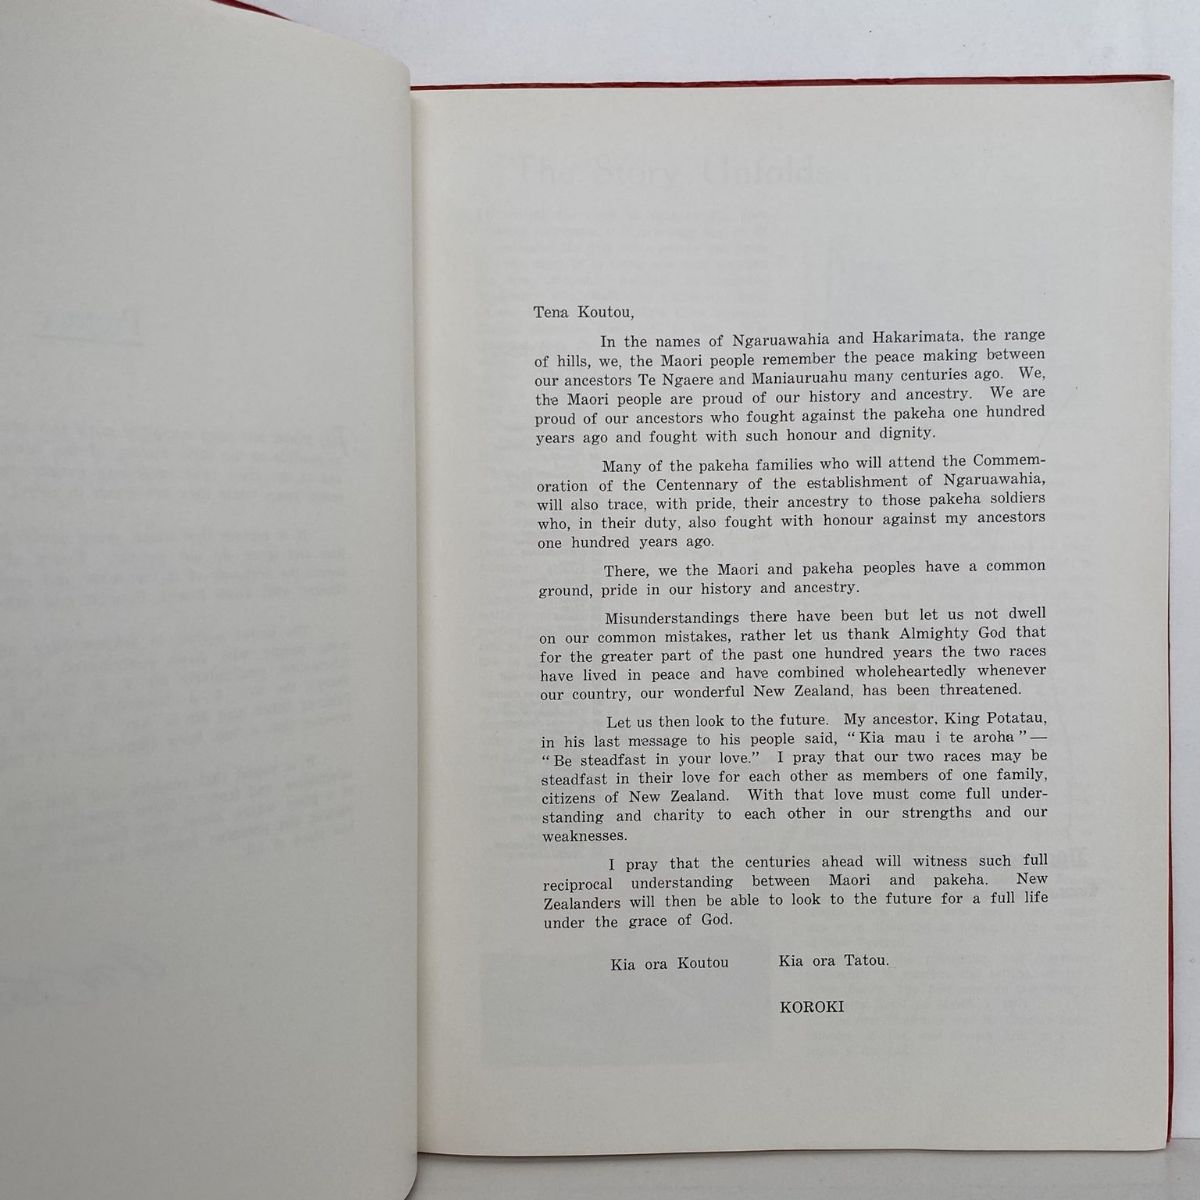 The Story Unfolds
Tena Koutou,
In the names of Ngaruawahia and Hakarimata, the range
of hills, we, the Maori people remember the peace making between
our ancestors Te Ngaere and Maniauruahu many centuries ago. We,
the Maori people are proud of our history and ancestry. We are
proud of our ancestors who fought against the pakeha one hundred
years ago and fought with such honour and dignity.
Many of the pakeha families who will attend the Commem-
oration of the Centennary of the establishment of Ngaruawahia,
will also trace, with pride, their ancestry to those pakeha soldiers
who, in their duty, also fought with honour against my ancestors
one hundred years ago.
There, we the Maori and pakeha peoples have a common
ground, pride in our history and ancestry.
Misunderstandings there have been but let us not dwell
on our common mistakes, rather let us thank Almighty God that
for the greater part of the past one hundred years the two races
have lived in peace and have combined wholeheartedly whenever
our country, our wonderful New Zealand, has been threatened.
Let us then look to the future. My ancestor, King Potatau,
in his last message to his people said, "Kia mau i te aroha" —
"Be steadfast in your love." I pray that our two races may be
steadfast in their love for each other as members of one family,
citizens of New Zealand. With that love must come full under-
standing and charity to each other in our strengths and our
weaknesses.
I pray that the centuries ahead will witness such full
reciprocal understanding between Maori and pakeha. New
Zealanders will then be able to look to the future for a full life
under the grace of God.
Kia ora Koutou Kia ora Tatou.
KOROKI